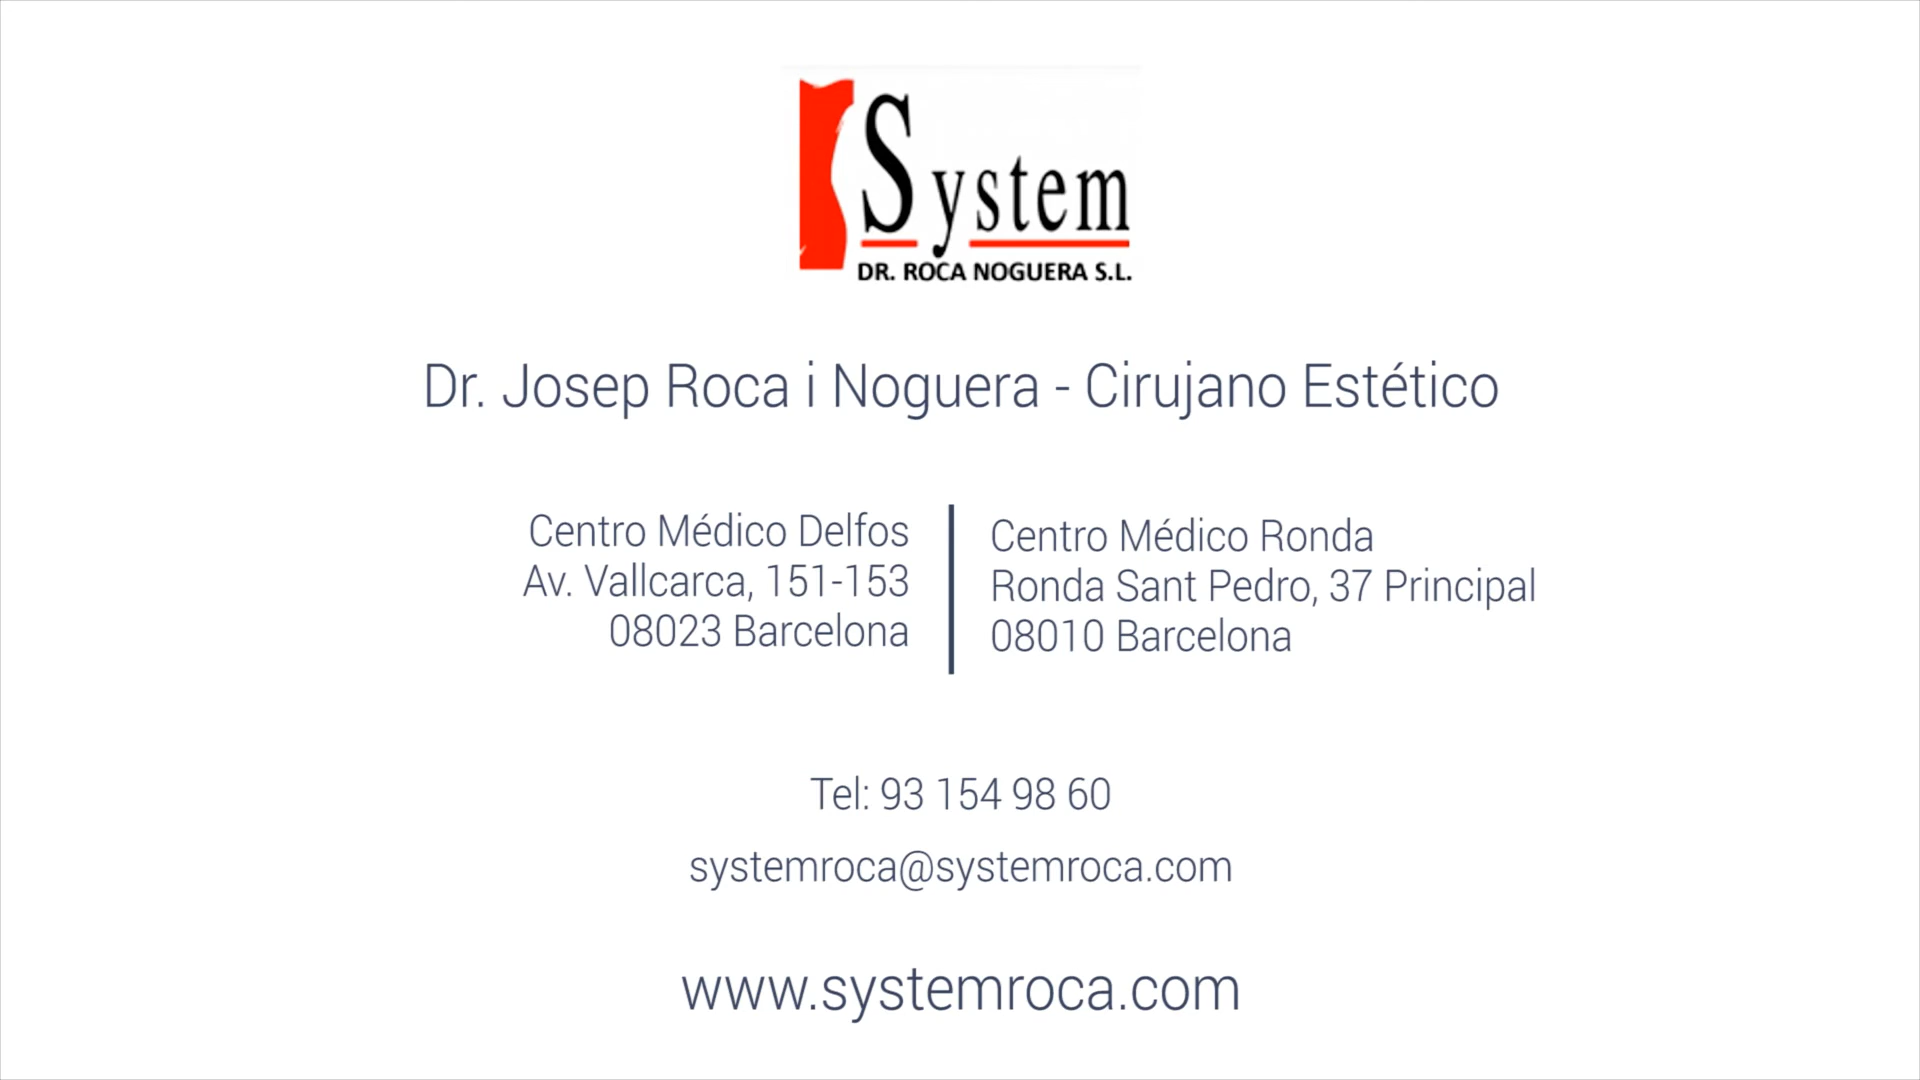 System
DR. ROCA NOGUERA S.L.
Dr. Josep Roca i Noguera - Cirujano Estético
Centro Médico Delfos
Av. Vallcarca, 151-153
08023 Barcelona
Centro Médico Ronda
Ronda Sant Pedro, 37 Principal
08010 Barcelona
Tel: 93 154 98 60
systemroca@systemroca.com
www.systemroca.com